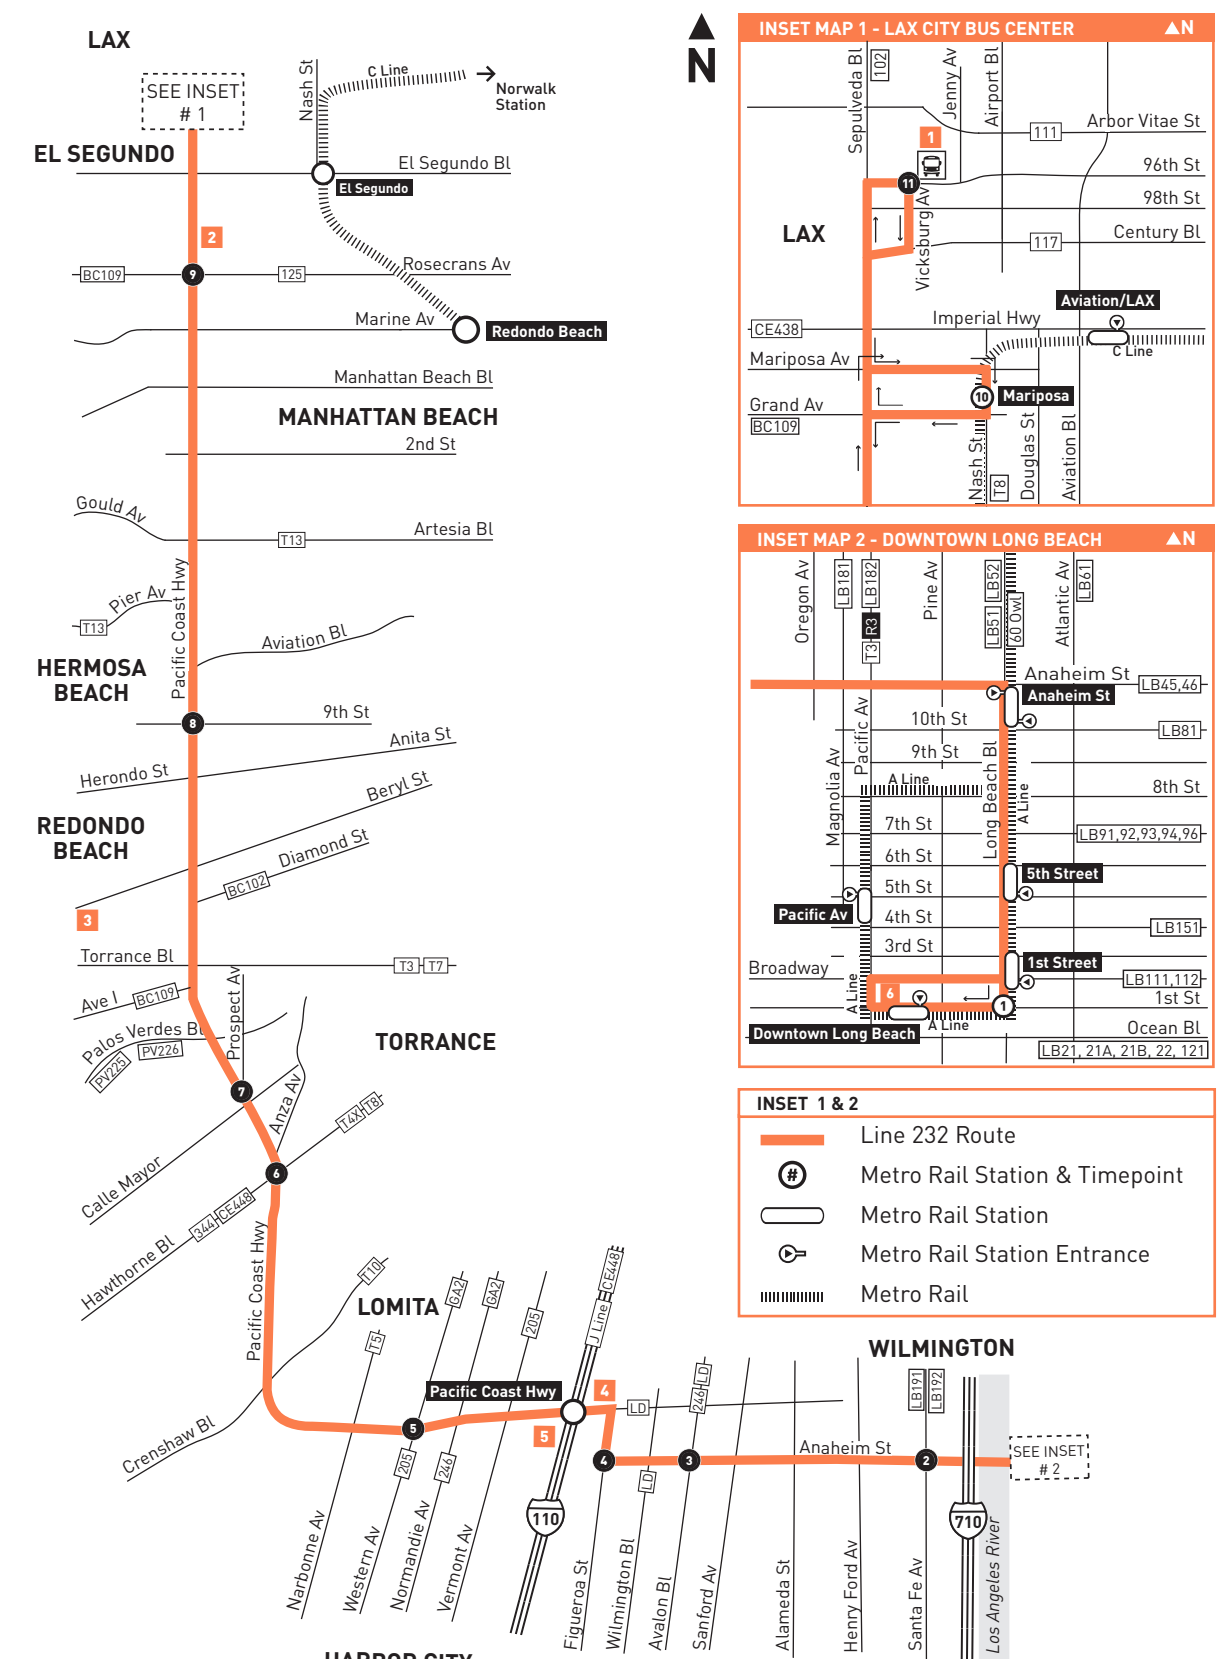 LAX
SEE INSET
# 1
Nash St
C Line
Norwalk
Station
EL SEGUNDO
El Segundo Bl
El Segundo
2
BC109
9
125
Rosecrans Av
Marine Av
Redondo Beach
Manhattan Beach Bl
MANHATTAN BEACH
2nd St
Gould Av
T13
Artesia Bl
Pacific Coast Hwy
Pier Av
T13
Aviation Bl
HERMOSA
BEACH
8
9th St
Anita St
Herondo St
Beryl St
REDONDO
BEACH
Diamond St
BC102
3
Torrance Bl
T3
T7
Ave I
BC109
Prospect Av
Palos Verdes Bl
PV225
PV226
TORRANCE
7
Anza Av
T4X
T8
Calle Mayor
6
344
CE448
Hawthorne Bl
Pacific Coast Hwy
T10
LOMITA
T5
GA2
GA2
205
J Line
CE448
Crenshaw Bl
Pacific Coast Hwy
4
5
5
LD
246
LD
205
246
4
LD
3
Anaheim St
2
WILMINGTON
LB191
LB192
SEE INSET
# 2
110
710
Narbonne Av
Western Av
Normandie Av
Vermont Av
Figueroa St
Wilmington Bl
Avalon Bl
Sanford Av
Alameda St
Henry Ford Av
Santa Fe Av
Los Angeles River
HARBOR CITY
N
INSET MAP 1 - LAX CITY BUS CENTER
N
Sepulveda Bl
102
Jenny Av
Airport Bl
Arbor Vitae St
111
1
96th St
11
98th St
LAX
Vicksburg Av
Century Bl
117
Aviation/LAX
Imperial Hwy
CE438
C Line
Mariposa Av
10
Mariposa
Grand Av
BC109
Nash St
T8
Douglas St
Aviation Bl
INSET MAP 2 - DOWNTOWN LONG BEACH
N
Oregon Av
LB181
LB182
R3
T3
Pine Av
LB52
LB51
60 Owl
Atlantic Av
LB61
Anaheim St
LB45,46
Anaheim St
Pacific Av
10th St
LB81
9th St
Magnolia Av
A Line
Long Beach Bl
A Line
8th St
7th St
LB91,92,93,94,96
6th St
5th Street
5th St
Pacific Av
4th St
LB151
3rd St
1st Street
Broadway
LB111,112
A Line
6
1
1st St
A Line
Downtown Long Beach
Ocean Bl
LB21, 21A, 21B, 22, 121
INSET 1 & 2
Line 232 Route
#
Metro Rail Station & Timepoint
Metro Rail Station
Metro Rail Station Entrance
Metro Rail